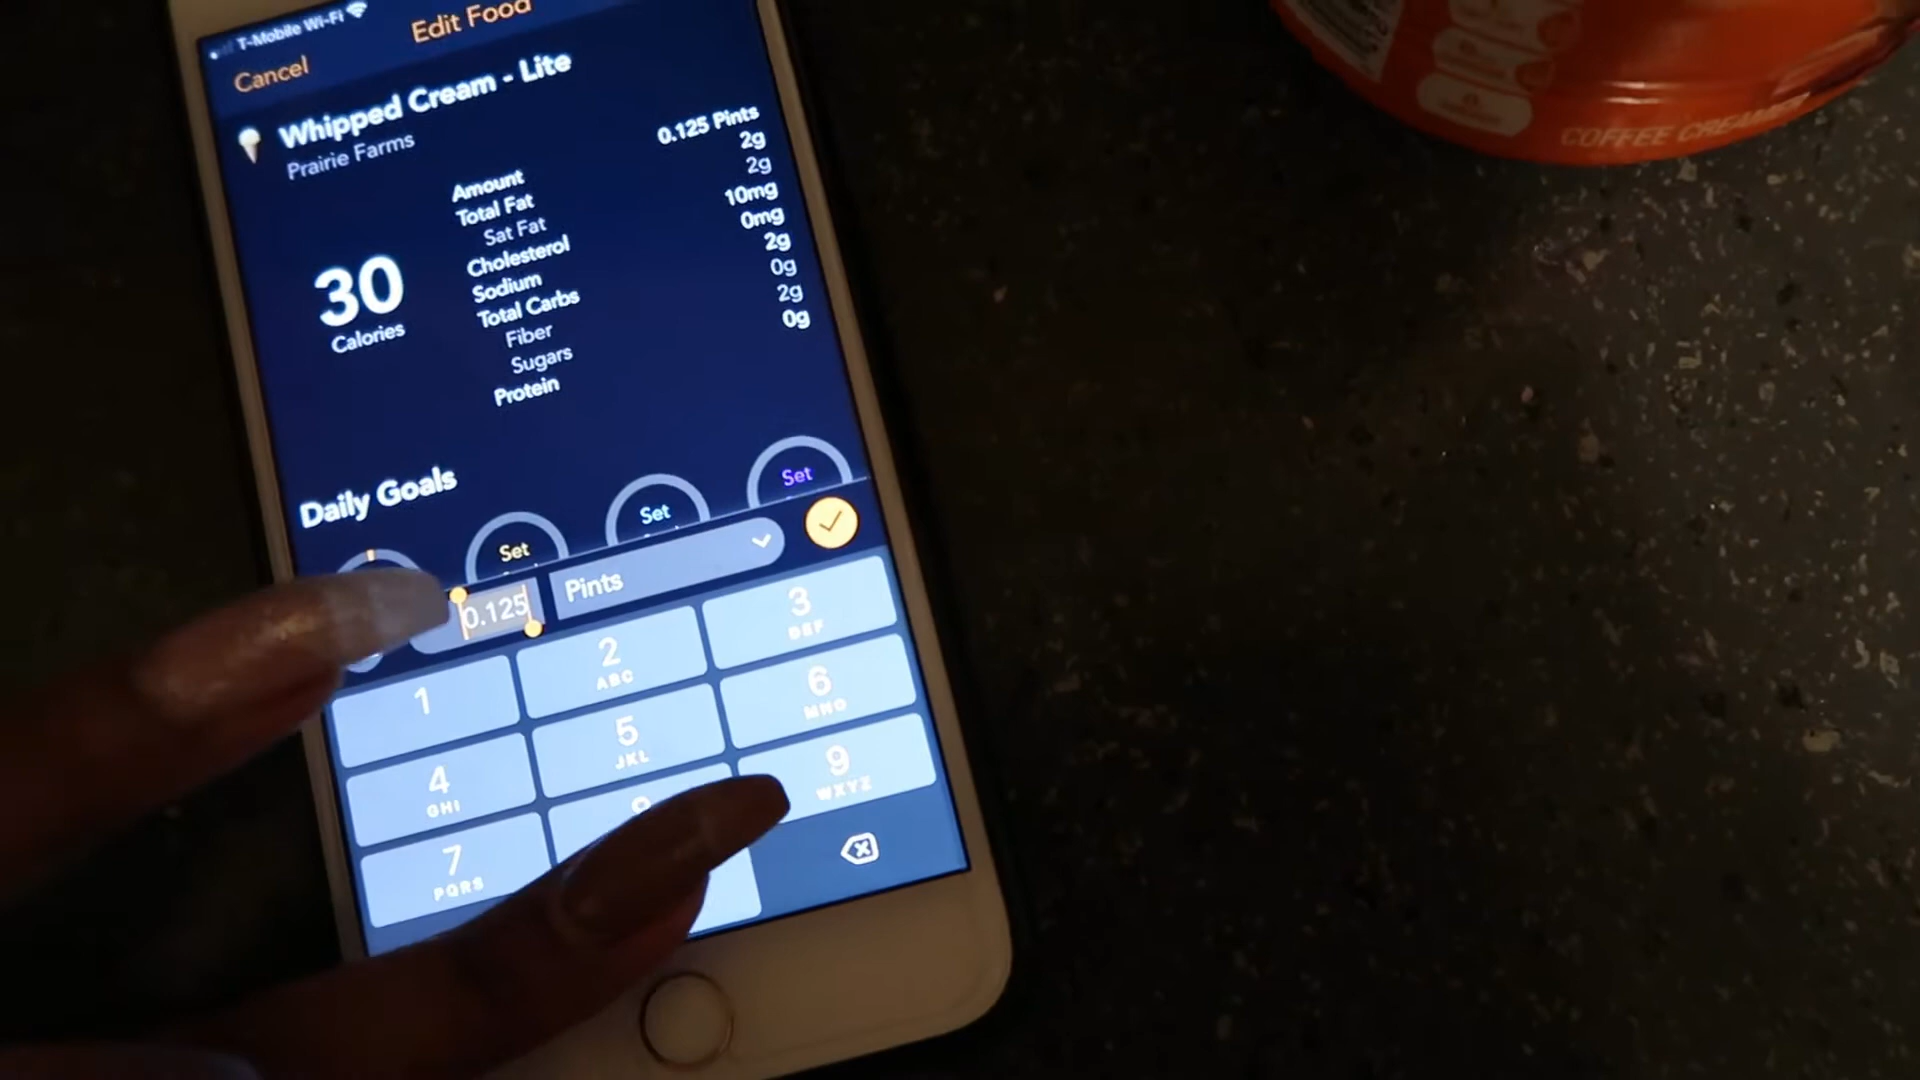 T-Mobile Wi-Fi
Cancel
Edit Food
Whipped Cream - Lite
Prairie Farms
30
Calories
Amount 0.125 Pints
Total Fat 2g
Sat Fat 2g
Cholesterol 10mg
Sodium 0mg
Total Carbs 2g
Fiber 0g
Sugars 2g
Protein 0g
Daily Goals
Set
Set
Set
0.125
Pints
1
2
ABC
3
DEF
4
GHI
5
JKL
6
MNO
7
PQRS
9
WXYZ
COFFEE CREAMER